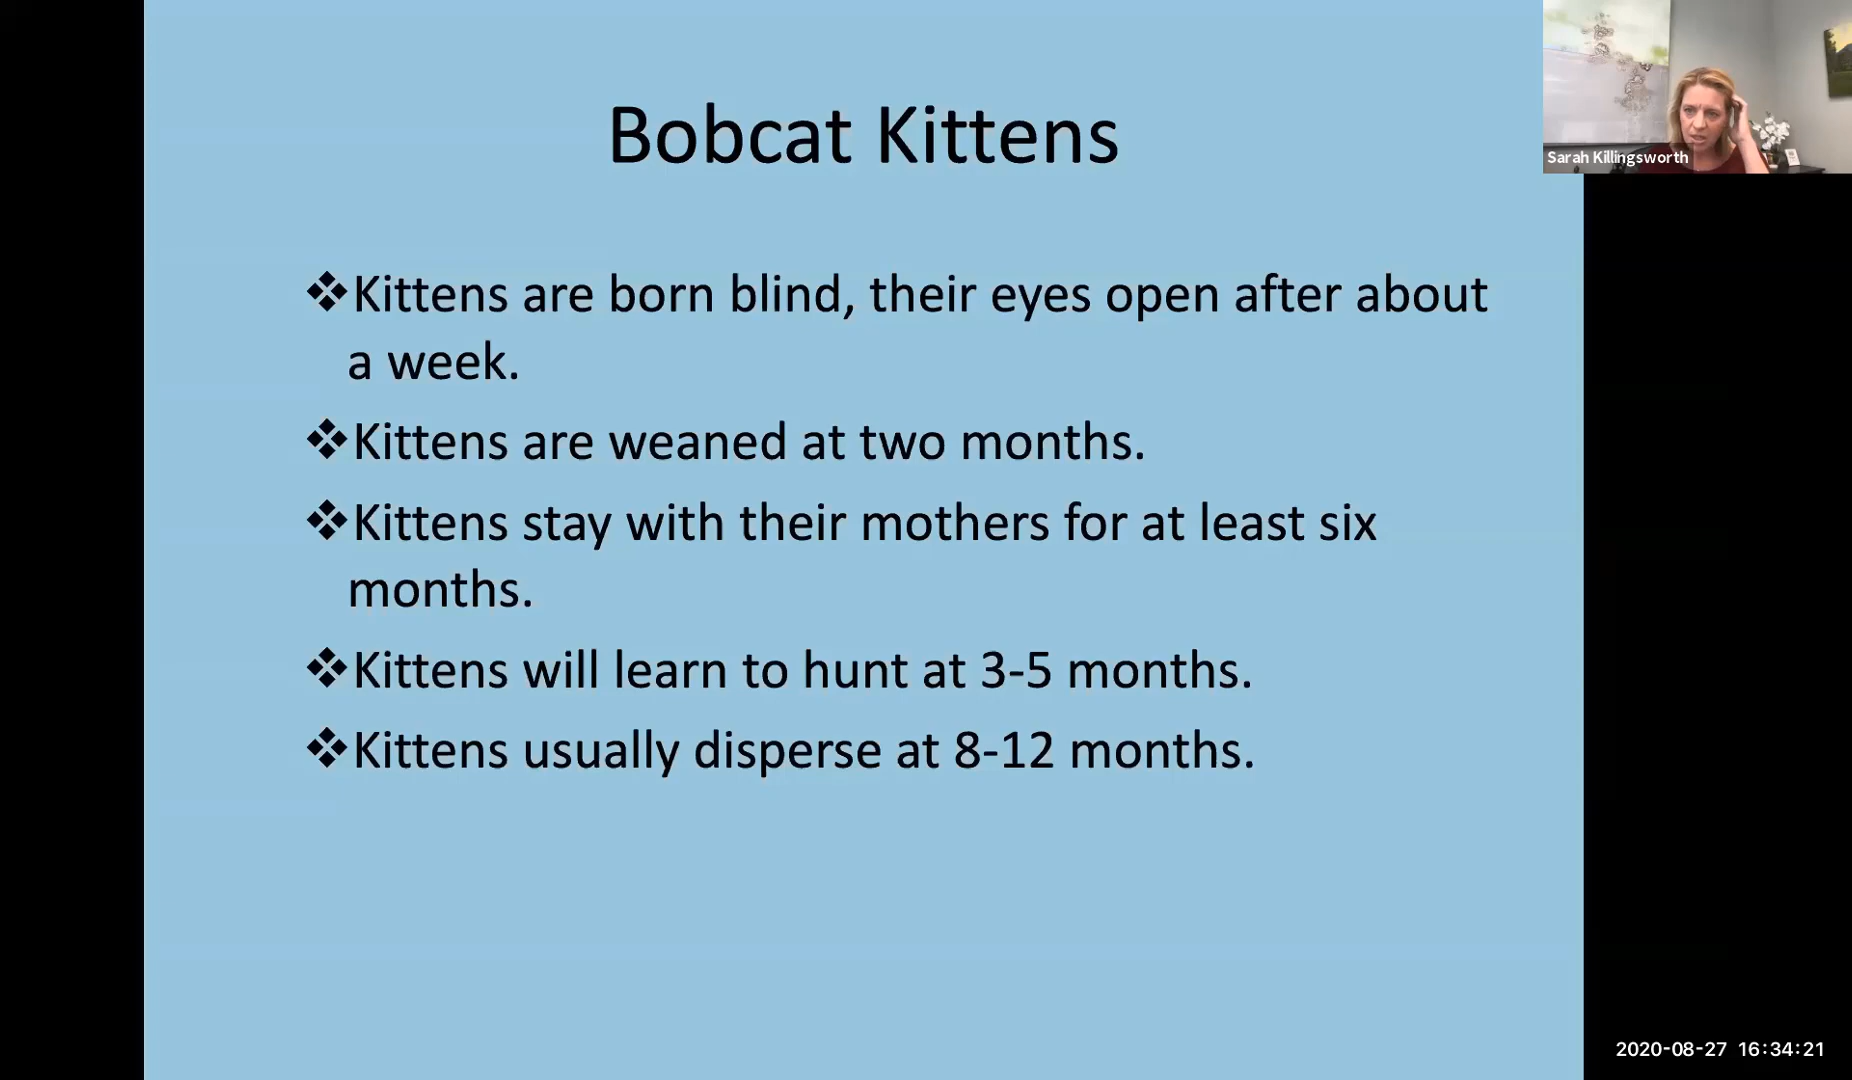 Bobcat Kittens
Sarah Killingsworth
❖Kittens are born blind, their eyes open after about
a week.
❖Kittens are weaned at two months.
❖Kittens stay with their mothers for at least six
months.
❖Kittens will learn to hunt at 3-5 months.
❖Kittens usually disperse at 8-12 months.
2020-08-27 16:34:21